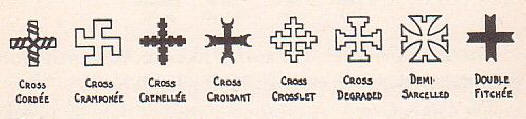 CROSS CORDÉE
CROSS CRAMPONÉE
CROSS CRENELLÉE
CROSS CROISANT
CROSS CROSSLET
CROSS DEGRADED
DEMI-SARCELLED
DOUBLE FITCHÉE